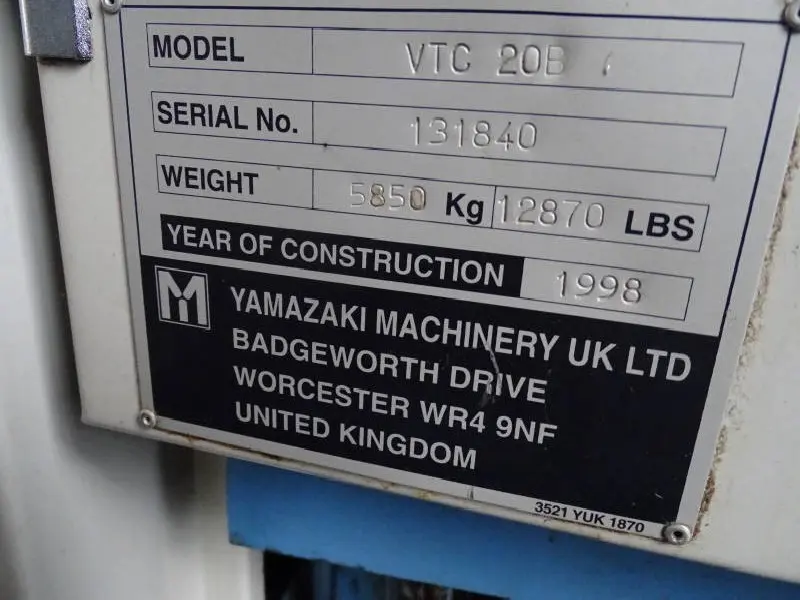 MODEL VTC 20B
SERIAL No. 131840
WEIGHT 5850 Kg 12870 LBS
YEAR OF CONSTRUCTION 1998
M YAMAZAKI MACHINERY UK LTD
BADGEWORTH DRIVE
WORCESTER WR4 9NF
UNITED KINGDOM
3521 YUK 1870